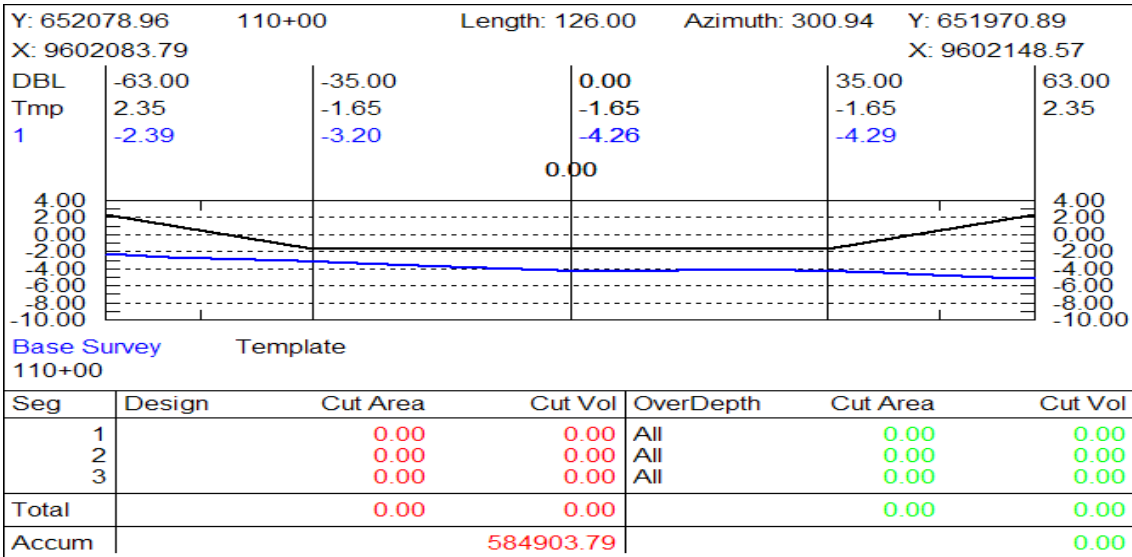 Y: 652078.96 110+00 Length: 126.00 Azimuth: 300.94 Y: 651970.89
X: 9602083.79 X: 9602148.57
DBL -63.00 -35.00 0.00 35.00 63.00
Tmp 2.35 -1.65 -1.65 -1.65 2.35
1 -2.39 -3.20 -4.26 -4.29
0.00
4.00 4.00
2.00 2.00
0.00 0.00
-2.00 -2.00
-4.00 -4.00
-6.00 -6.00
-8.00 -8.00
-10.00 -10.00
Base Survey Template
110+00
Seg Design Cut Area Cut Vol OverDepth Cut Area Cut Vol
1 0.00 0.00 All 0.00 0.00
2 0.00 0.00 All 0.00 0.00
3 0.00 0.00 All 0.00 0.00
Total 0.00 0.00 0.00 0.00
Accum 584903.79 0.00